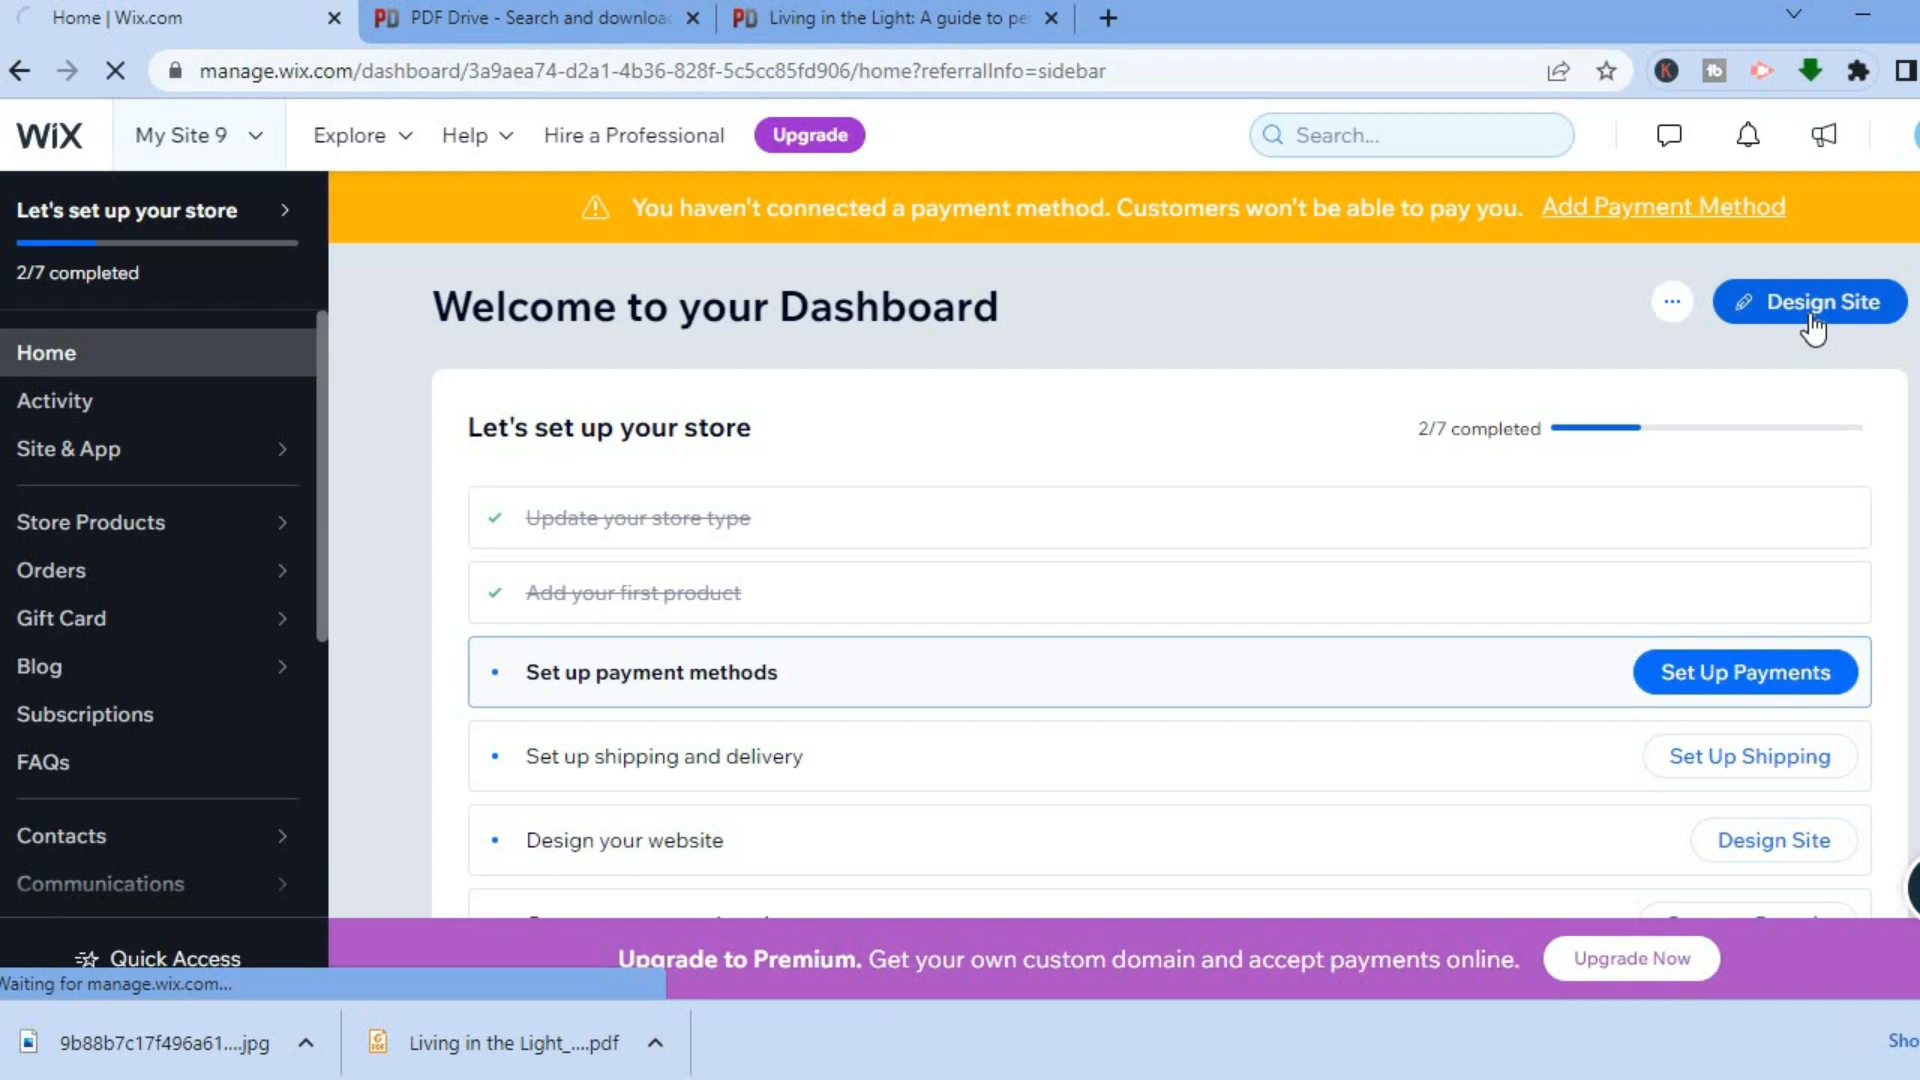 Home | Wix.com
PDF Drive - Search and downloa
Living in the Light: A guide to pe
manage.wix.com/dashboard/3a9aea74-d2a1-4b36-828f-5c5cc85fd906/home?referralInfo=sidebar
WiX
My Site 9
Explore
Help
Hire a Professional
Upgrade
Search...
Let's set up your store
2/7 completed
Home
Activity
Site & App
Store Products
Orders
Gift Card
Blog
Subscriptions
FAQs
Contacts
Communications
Quick Access
You haven't connected a payment method. Customers won't be able to pay you. Add Payment Method
Welcome to your Dashboard
Design Site
Let's set up your store
2/7 completed
Update your store type
Add your first product
Set up payment methods
Set Up Payments
Set up shipping and delivery
Set Up Shipping
Design your website
Design Site
Upgrade to Premium. Get your own custom domain and accept payments online.
Upgrade Now
Waiting for manage.wix.com...
9b88b7c17f496a61....jpg
Living in the Light_....pdf
Sho